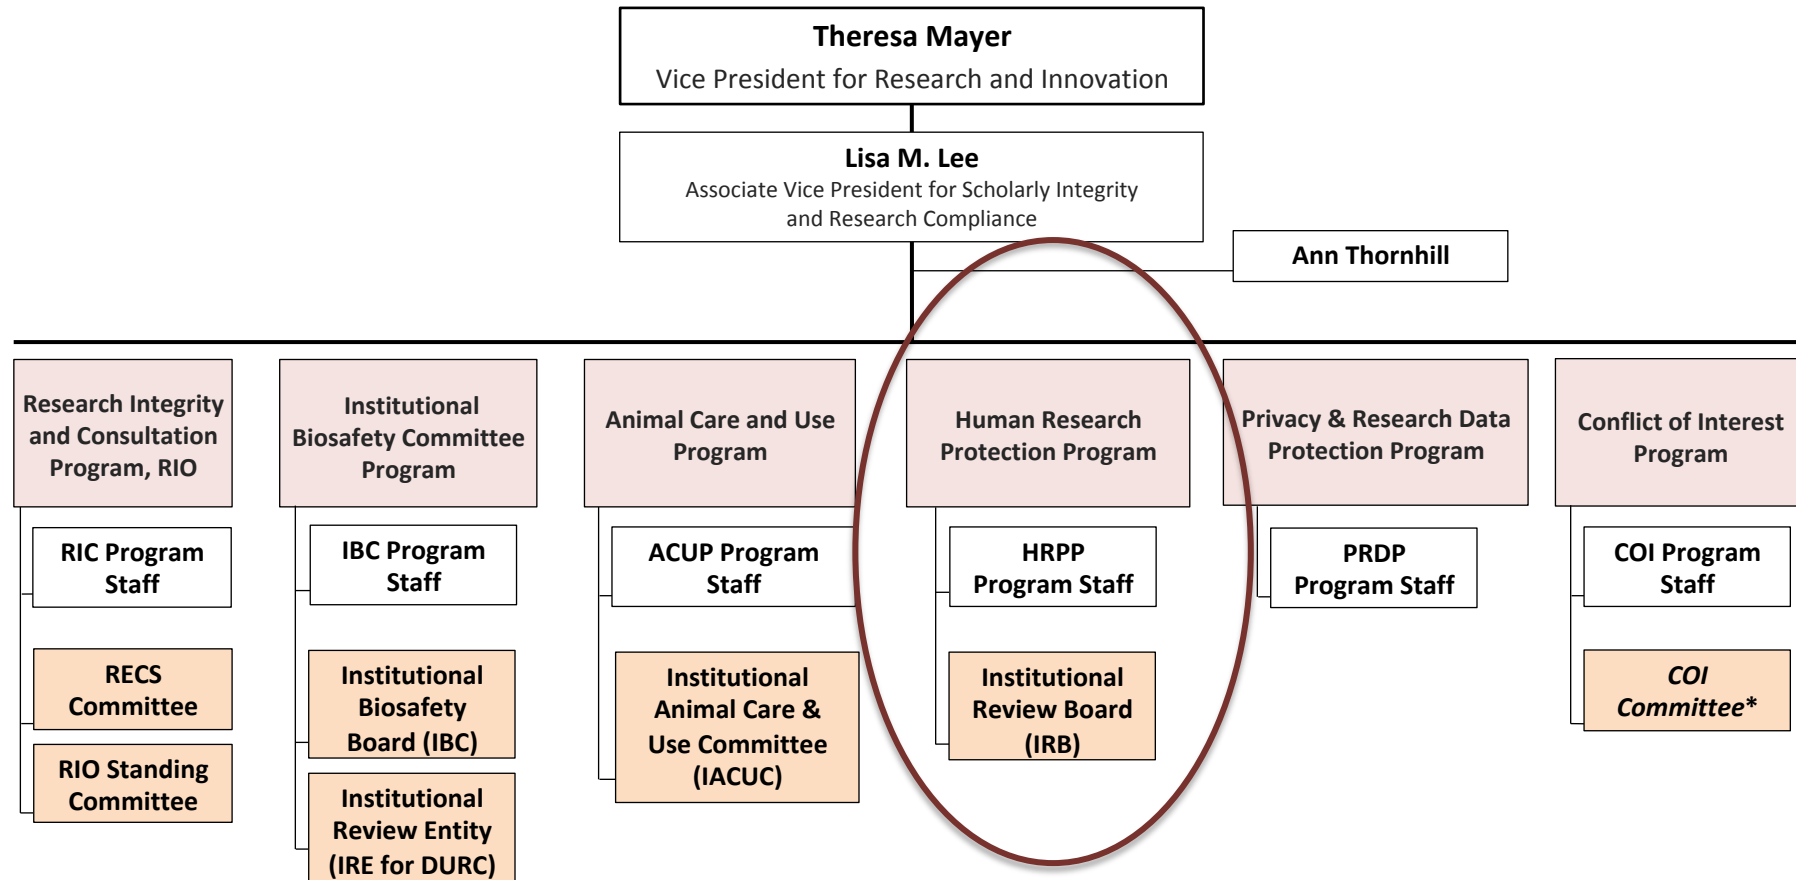 Theresa Mayer
Vice President for Research and Innovation
Lisa M. Lee
Associate Vice President for Scholarly Integrity
and Research Compliance
Ann Thornhill
Research Integrity
and Consultation
Program, RIO
Institutional
Biosafety Committee
Program
Animal Care and Use
Program
Human Research
Protection Program
Privacy & Research Data
Protection Program
Conflict of Interest
Program
RIC Program
Staff
IBC Program
Staff
ACUP Program
Staff
HRPP
Program Staff
PRDP
Program Staff
COI Program
Staff
RECS
Committee
Institutional
Biosafety
Board (IBC)
Institutional
Animal Care &
Use Committee
(IACUC)
Institutional
Review Board
(IRB)
COI
Committee*
RIO Standing
Committee
Institutional
Review Entity
(IRE for DURC)